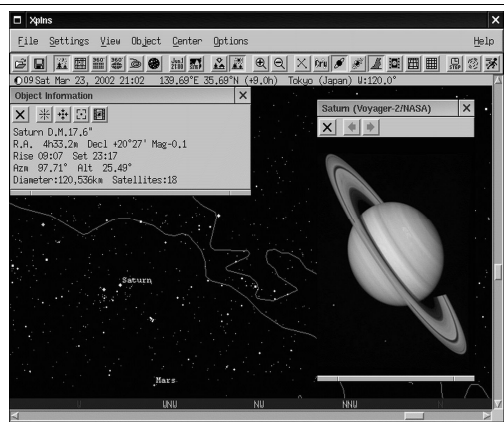 Xplns
File Settings View Object Center Options Help
09 Sat Mar 23, 2002 21:02 139.69°E 35.69°N (+9.0h) Tokyo (Japan) W:120.0°
Object Information
Saturn D.M.17.6"
R.A. 4h33.2m Decl +20°27' Mag-0.1
Rise 09:07 Set 23:17
Azm 97.71° Alt 25.49°
Diameter:120,536km Satellites:18
Saturn (Voyager-2/NASA)
Saturn
Mars
W WNW NW NNW N